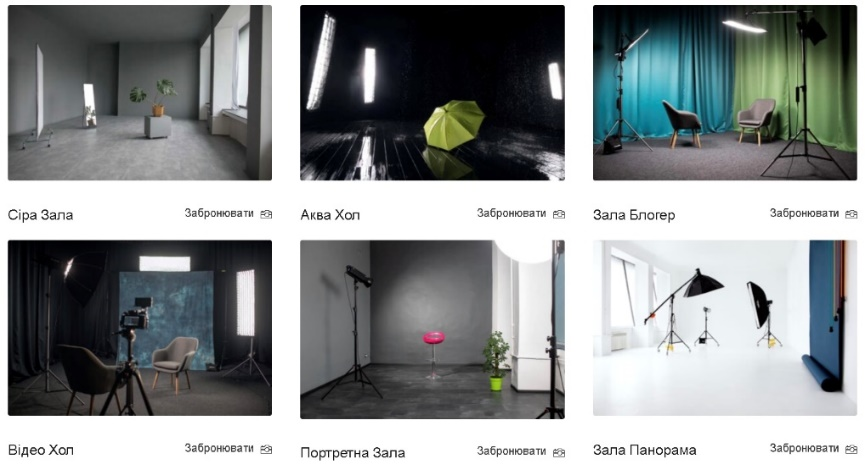 Сіра Зала
Забронювати
Аква Хол
Забронювати
Зала Блогер
Забронювати
Відео Хол
Забронювати
Портретна Зала
Забронювати
Зала Панорама
Забронювати